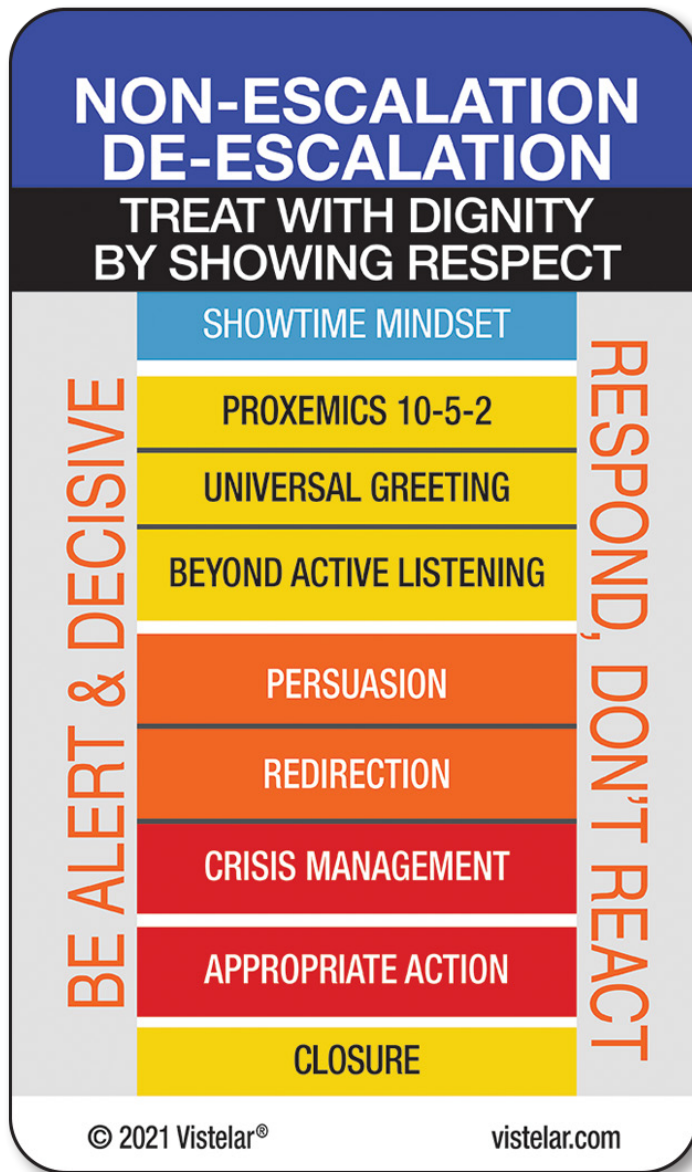 NON-ESCALATION
DE-ESCALATION
TREAT WITH DIGNITY
BY SHOWING RESPECT
BE ALERT & DECISIVE
SHOWTIME MINDSET
PROXEMICS 10-5-2
UNIVERSAL GREETING
BEYOND ACTIVE LISTENING
PERSUASION
REDIRECTION
CRISIS MANAGEMENT
APPROPRIATE ACTION
CLOSURE
RESPOND, DON'T REACT
© 2021 Vistelar®
vistelar.com